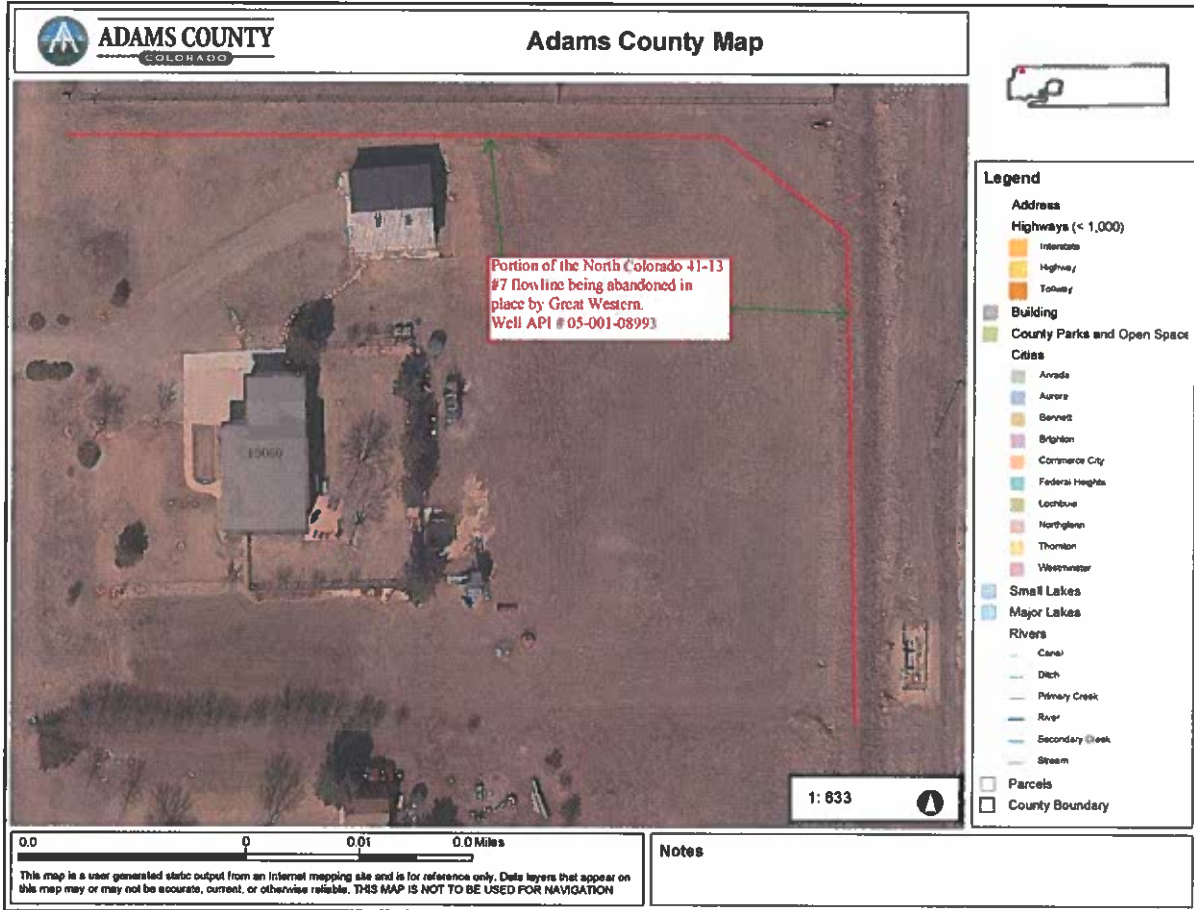 ADAMS COUNTY
COLORADO
Adams County Map
Portion of the North Colorado 41-13
#7 flowline being abandoned in
place by Great Western.
Well API # 05-001-08993
Legend
Address
Highways (< 1,000)
Interstate
Highway
Tollway
Building
County Parks and Open Space
Cities
Arvada
Aurora
Bennett
Brighton
Commerce City
Federal Heights
Lochbuie
Northglenn
Thornton
Westminster
Small Lakes
Major Lakes
Rivers
Canal
Ditch
Primary Creek
River
Secondary Creek
Stream
Parcels
County Boundary
1: 633
0.0 0 0.01 0.0 Miles
This map is a user generated static output from an Internet mapping site and is for reference only. Data layers that appear on
this map may or may not be accurate, current, or otherwise reliable. THIS MAP IS NOT TO BE USED FOR NAVIGATION
Notes